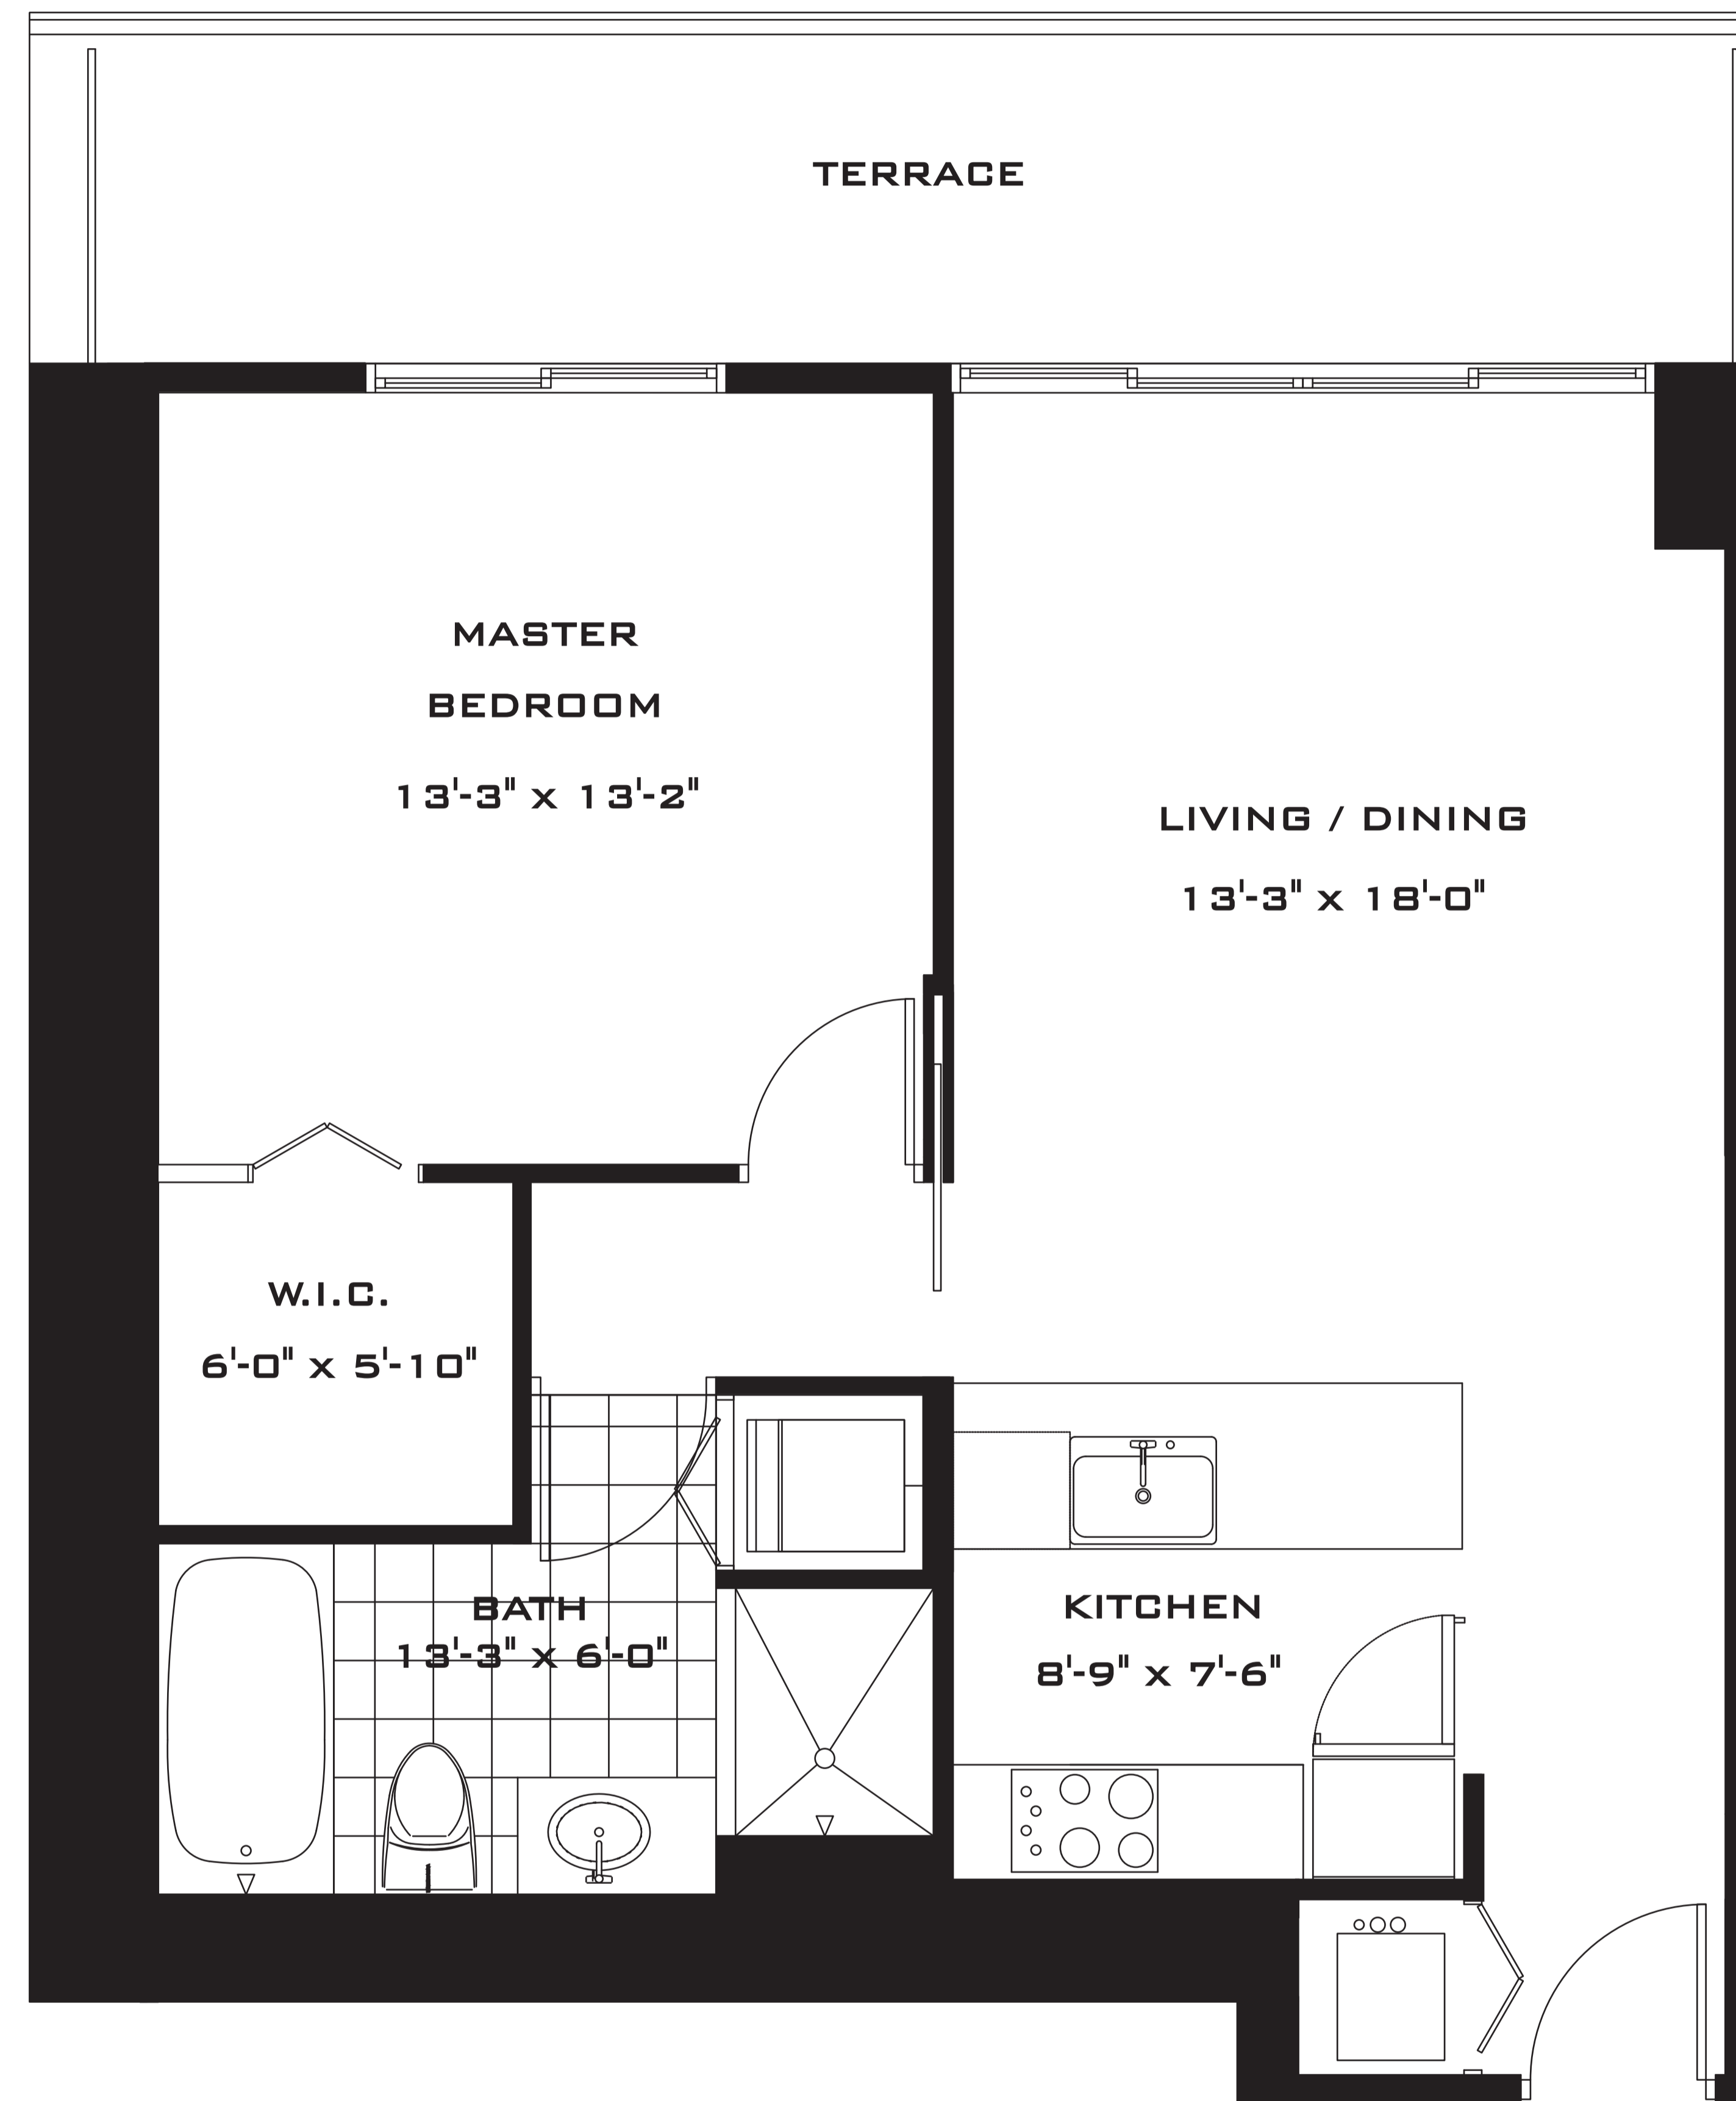 TERRACE
MASTER
BEDROOM
13'-3" x 13'-2"
LIVING / DINING
13'-3" x 18'-0"
W.I.C.
6'-0" x 5'-10"
BATH
13'-3" x 6'-0"
KITCHEN
8'-9" x 7'-6"